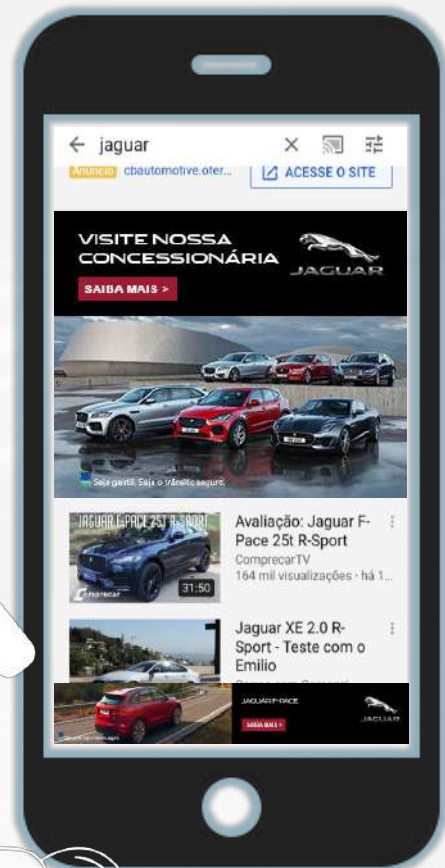 jaguar
Anúncio cbautomotive.ofer...
ACESSE O SITE
VISITE NOSSA
CONCESSIONÁRIA
JAGUAR
SAIBA MAIS >
Seja gentil. Seja o trânsito seguro.
JAGUAR F-PACE 25T R-SPORT
Comprecar
31:50
Avaliação: Jaguar F-
Pace 25t R-Sport
ComprecarTV
164 mil visualizações · há 1...
Jaguar XE 2.0 R-
Sport - Teste com o
Emilio
JAGUAR F-PACE
SAIBA MAIS >
JAGUAR